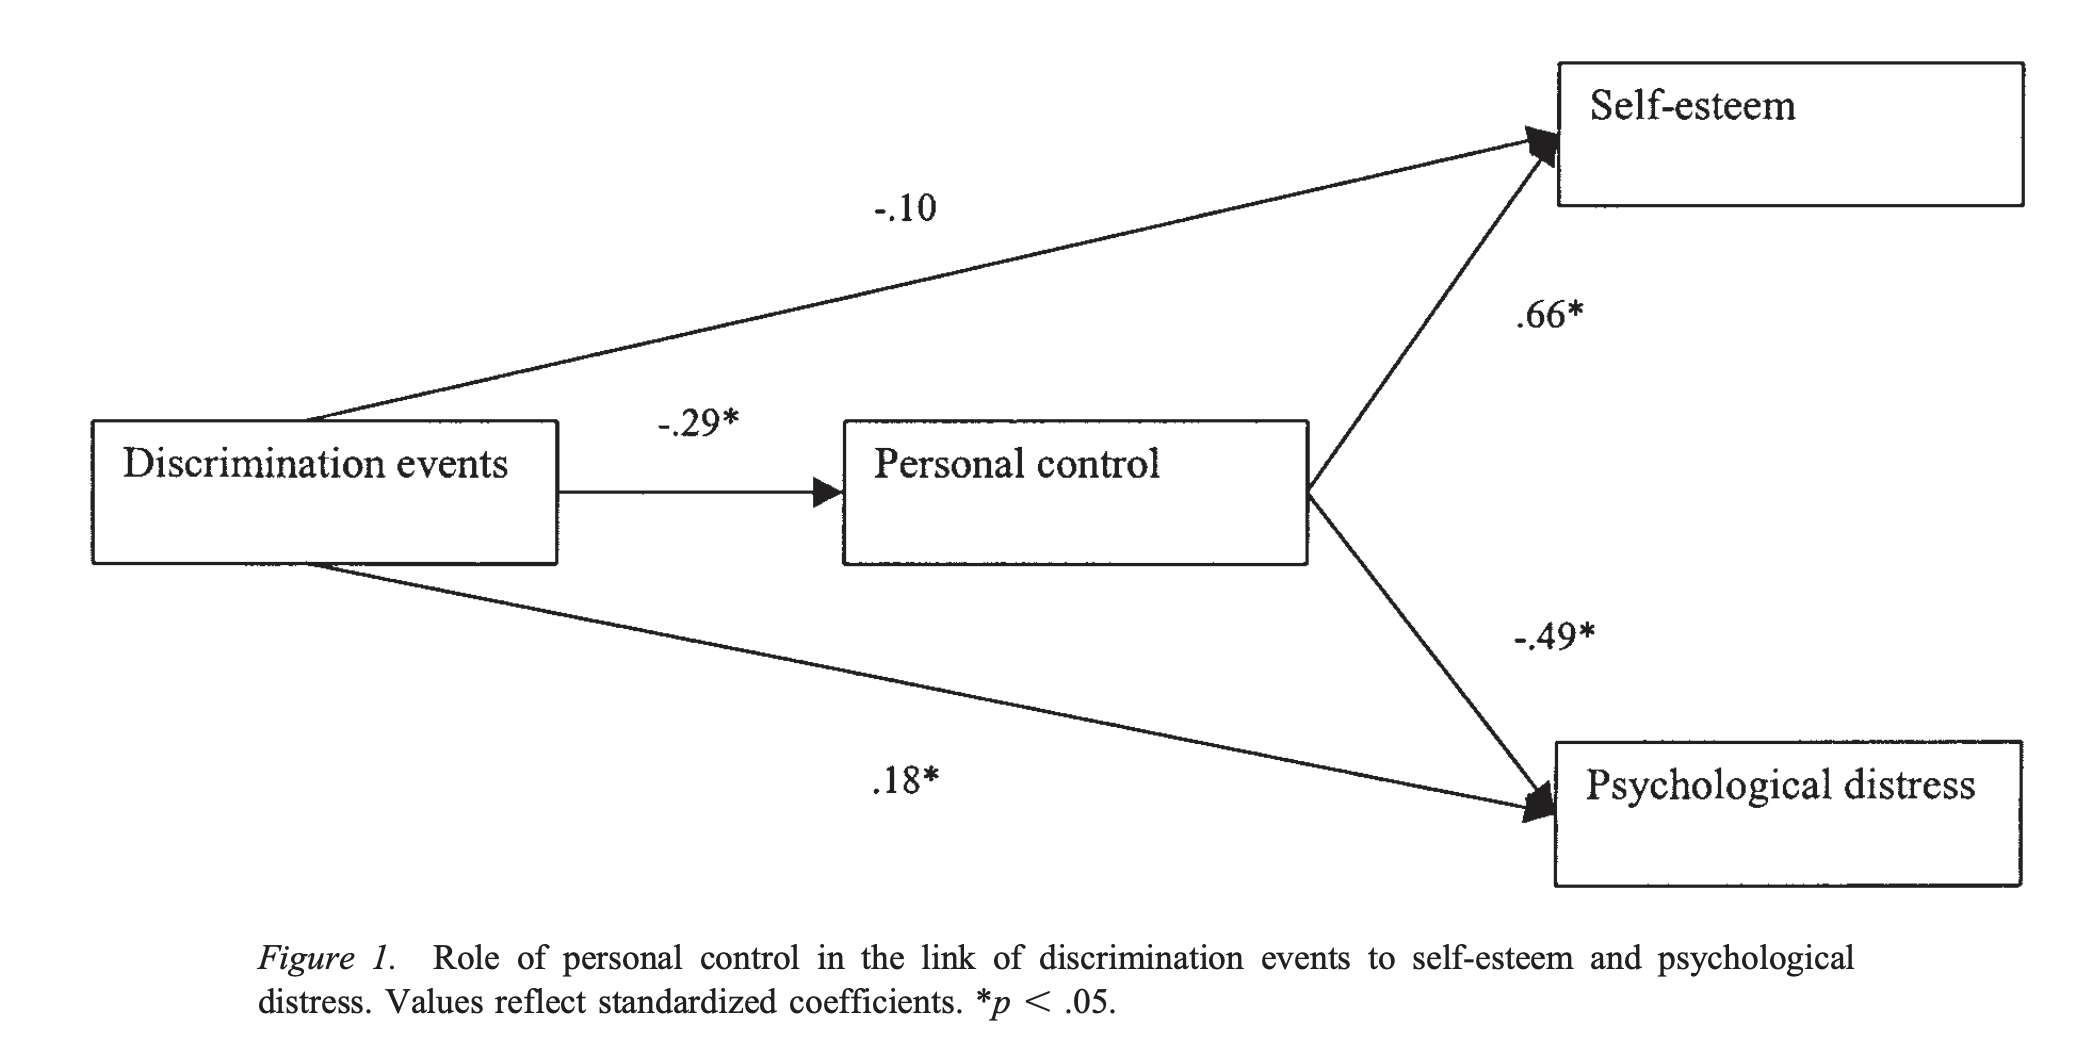 Self-esteem
-.10
.66*
-.29*
Discrimination events
Personal control
-.49*
.18*
Psychological distress
Figure 1. Role of personal control in the link of discrimination events to self-esteem and psychological
distress. Values reflect standardized coefficients. *p < .05.